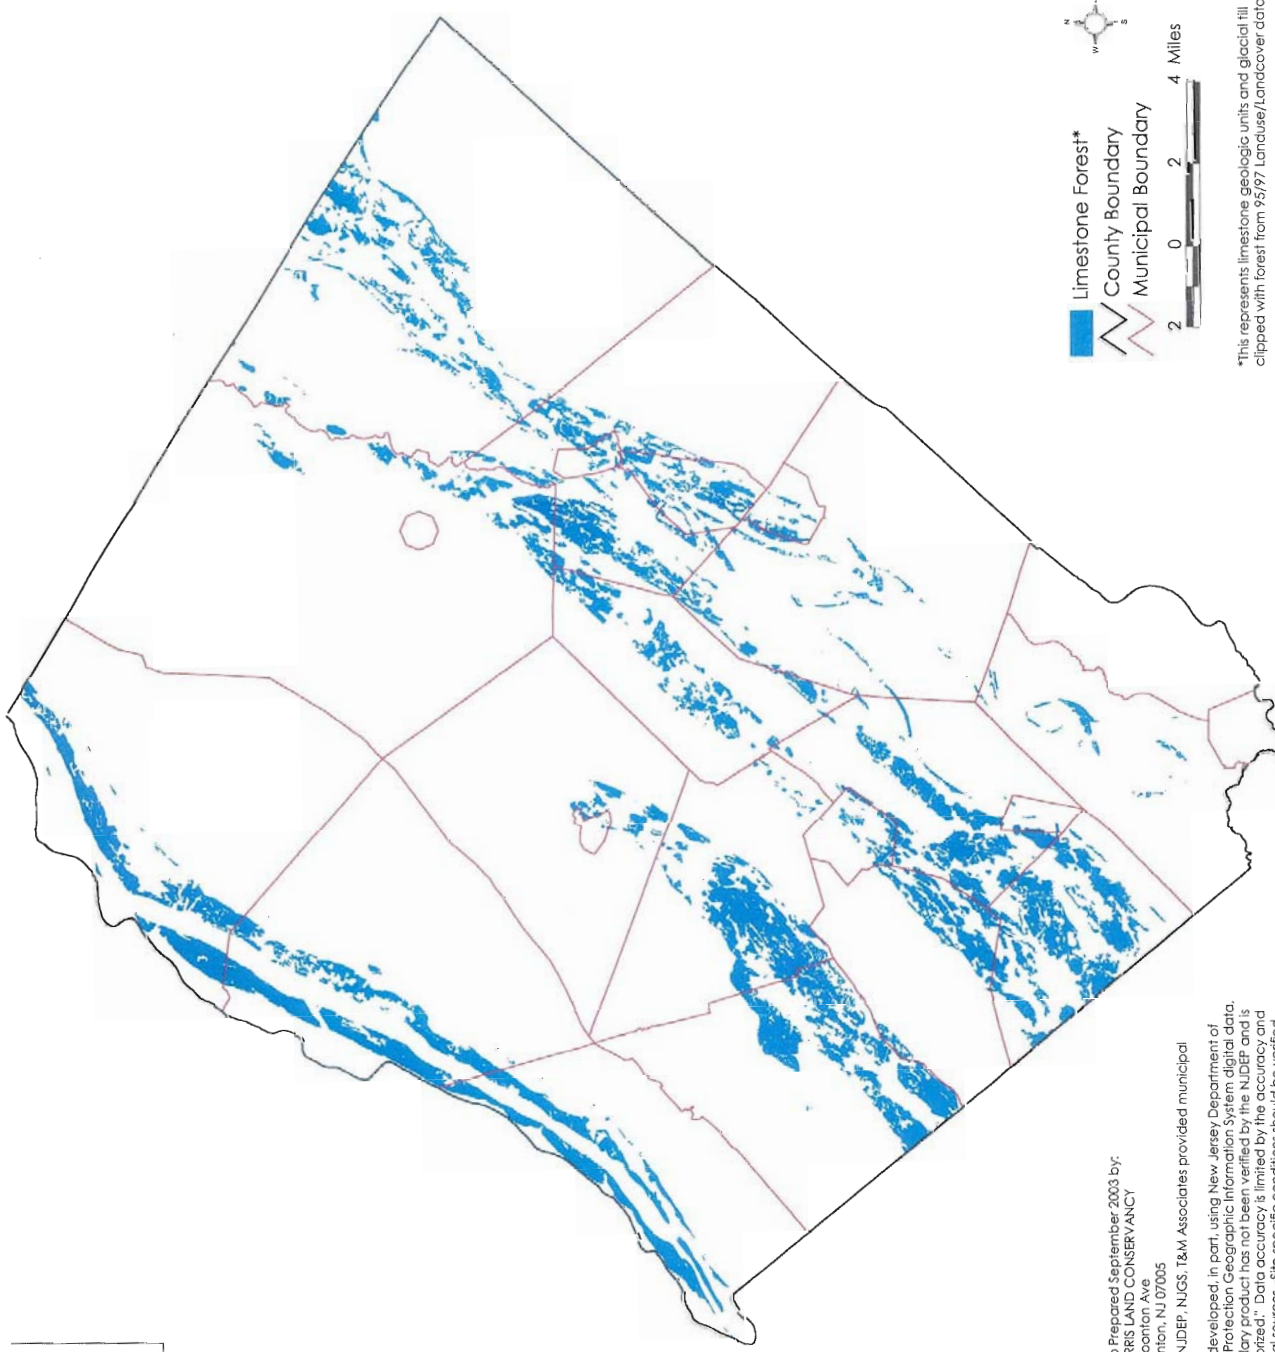 N
W
S
Limestone Forest*
County Boundary
Municipal Boundary
2 0 2 4 Miles
*This represents limestone geologic units and glacial till
clipped with forest from 95/97 Landuse/Landcover data
Prepared September 2003 by:
RRIS LAND CONSERVANCY
oonton Ave
nton, NJ 07005
NJDEP, NJGS, T&M Associates provided municipal
developed, in part, using New Jersey Department of
Protection Geographic Information System digital data,
lary product has not been verified by the NJDEP and is
orized." Data accuracy is limited by the accuracy and